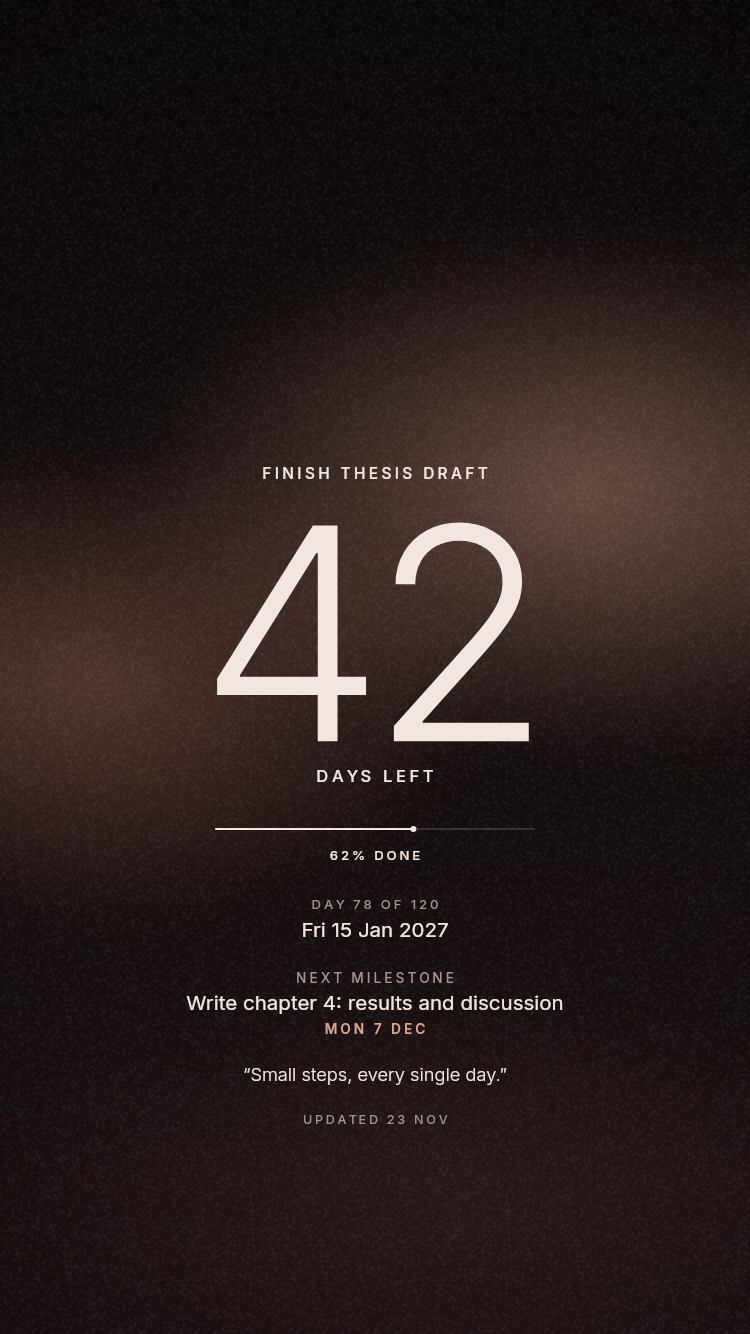 FINISH THESIS DRAFT
42
DAYS LEFT
62% DONE
DAY 78 OF 120
Fri 15 Jan 2027
NEXT MILESTONE
Write chapter 4: results and discussion
MON 7 DEC
“Small steps, every single day.”
UPDATED 23 NOV